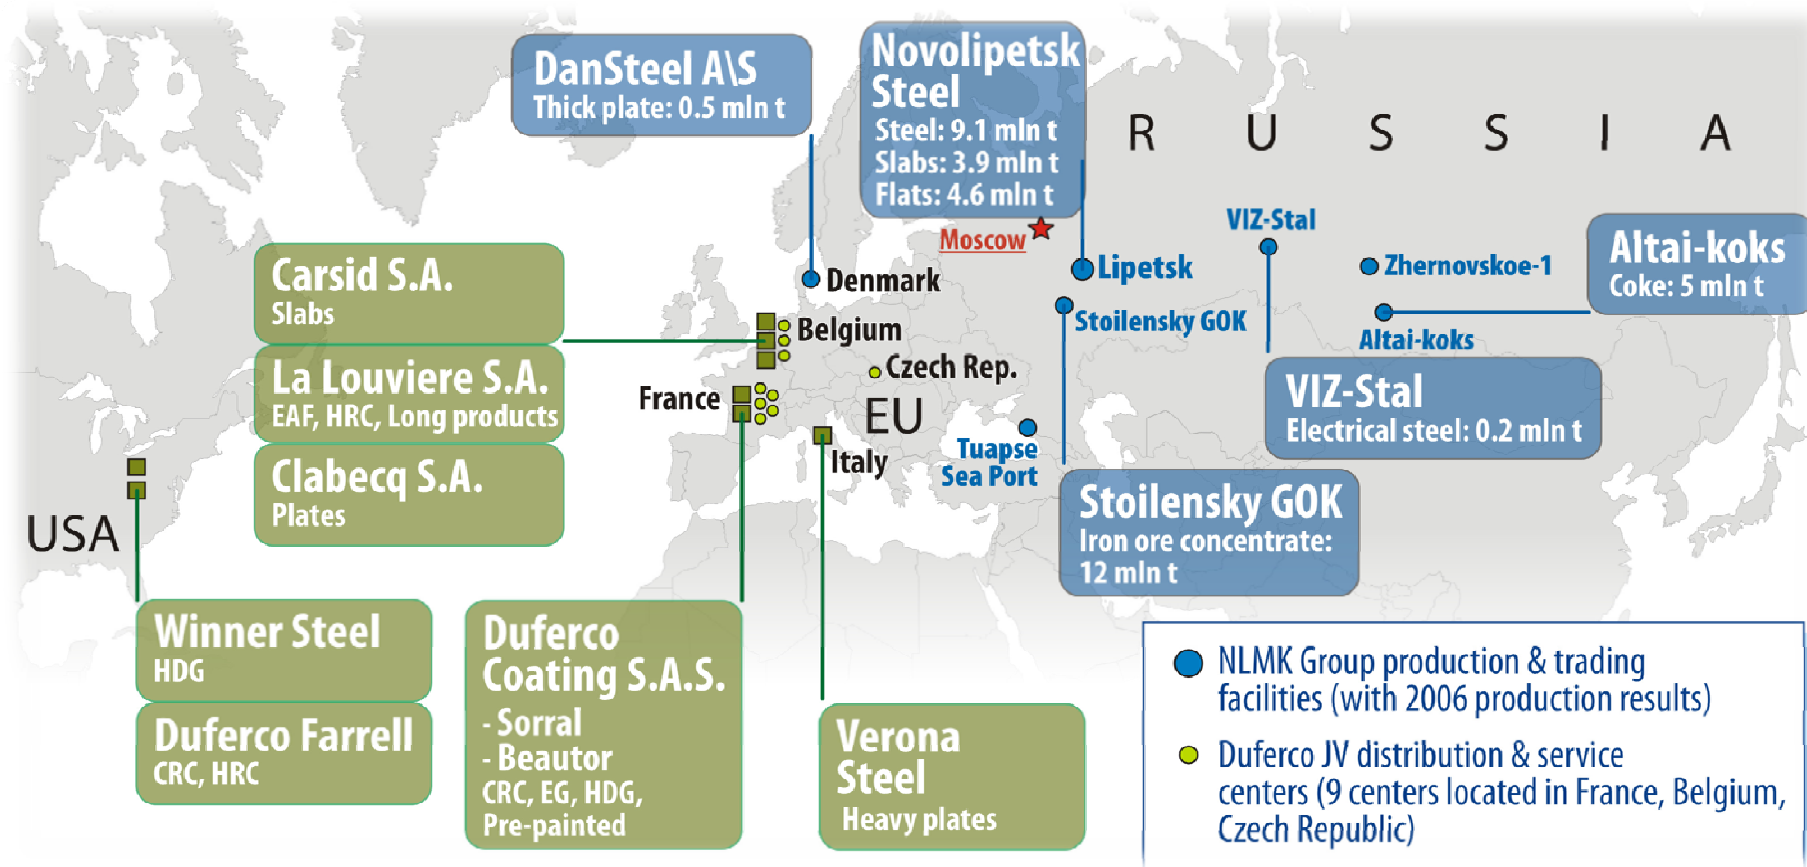 DanSteel A\S
Thick plate: 0.5 mln t
Novolipetsk
Steel
Steel: 9.1 mln t
Slabs: 3.9 mln t
Flats: 4.6 mln t
R U S S I A
Moscow
VIZ-Stal
Lipetsk
Zhernovskoe-1
Altai-koks
Coke: 5 mln t
Carsid S.A.
Slabs
Denmark
Stoilensky GOK
Altai-koks
Belgium
La Louviere S.A.
EAF, HRC, Long products
Czech Rep.
France
EU
VIZ-Stal
Electrical steel: 0.2 mln t
Tuapse
Sea Port
Italy
Clabecq S.A.
Plates
USA
Stoilensky GOK
Iron ore concentrate:
12 mln t
Winner Steel
HDG
Duferco Farrell
CRC, HRC
Duferco
Coating S.A.S.
- Sorral
- Beautor
CRC, EG, HDG,
Pre-painted
Verona
Steel
Heavy plates
NLMK Group production & trading
facilities (with 2006 production results)
Duferco JV distribution & service
centers (9 centers located in France, Belgium,
Czech Republic)